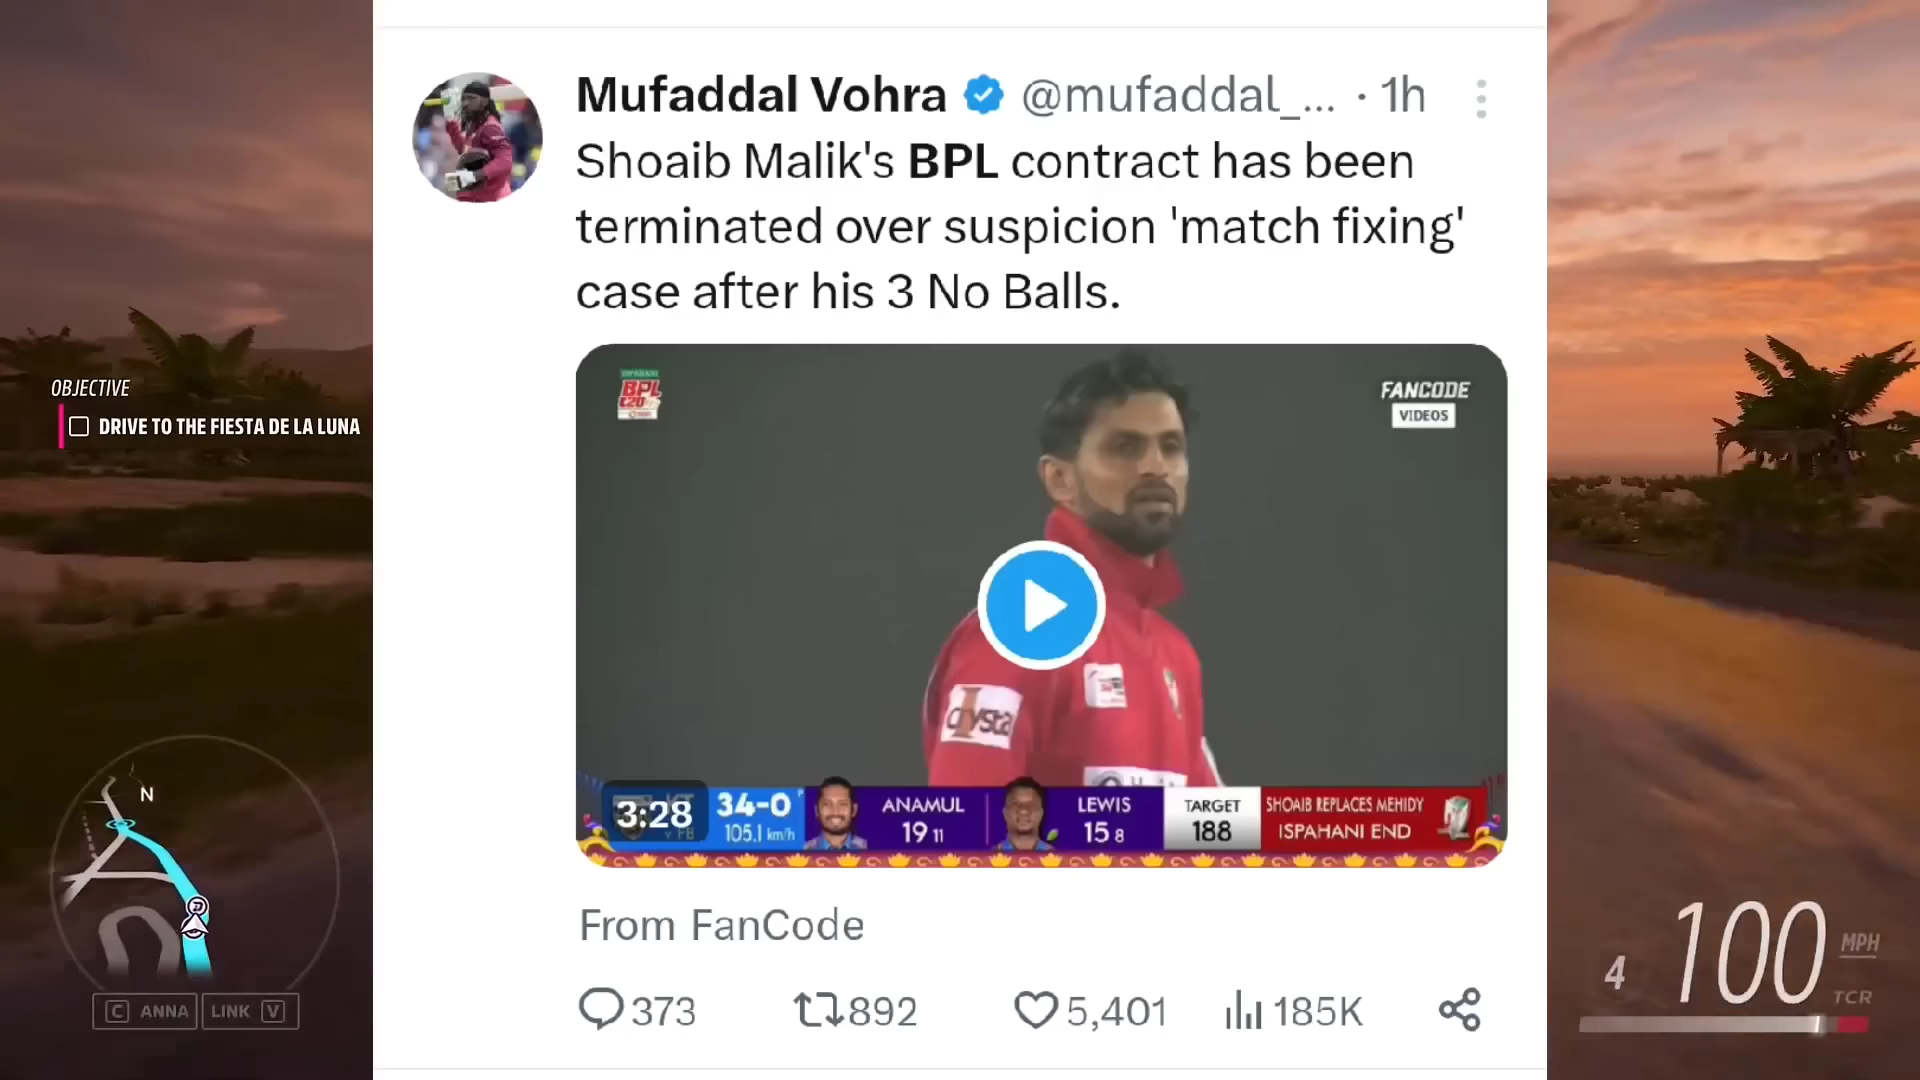 Mufaddal Vohra @mufaddal_... · 1h
Shoaib Malik's BPL contract has been
terminated over suspicion 'match fixing'
case after his 3 No Balls.
BPL
T20
FANCODE
VIDEOS
OBJECTIVE
DRIVE TO THE FIESTA DE LA LUNA
crysta
3:28
34-0 P
105.1 km/h
ANAMUL
19 11
LEWIS
15 8
TARGET
188
SHOAIB REPLACES MEHIDY
ISPAHANI END
From FanCode
373 892 5,401 185K
N
C ANNA LINK V
4 100 MPH
TCR